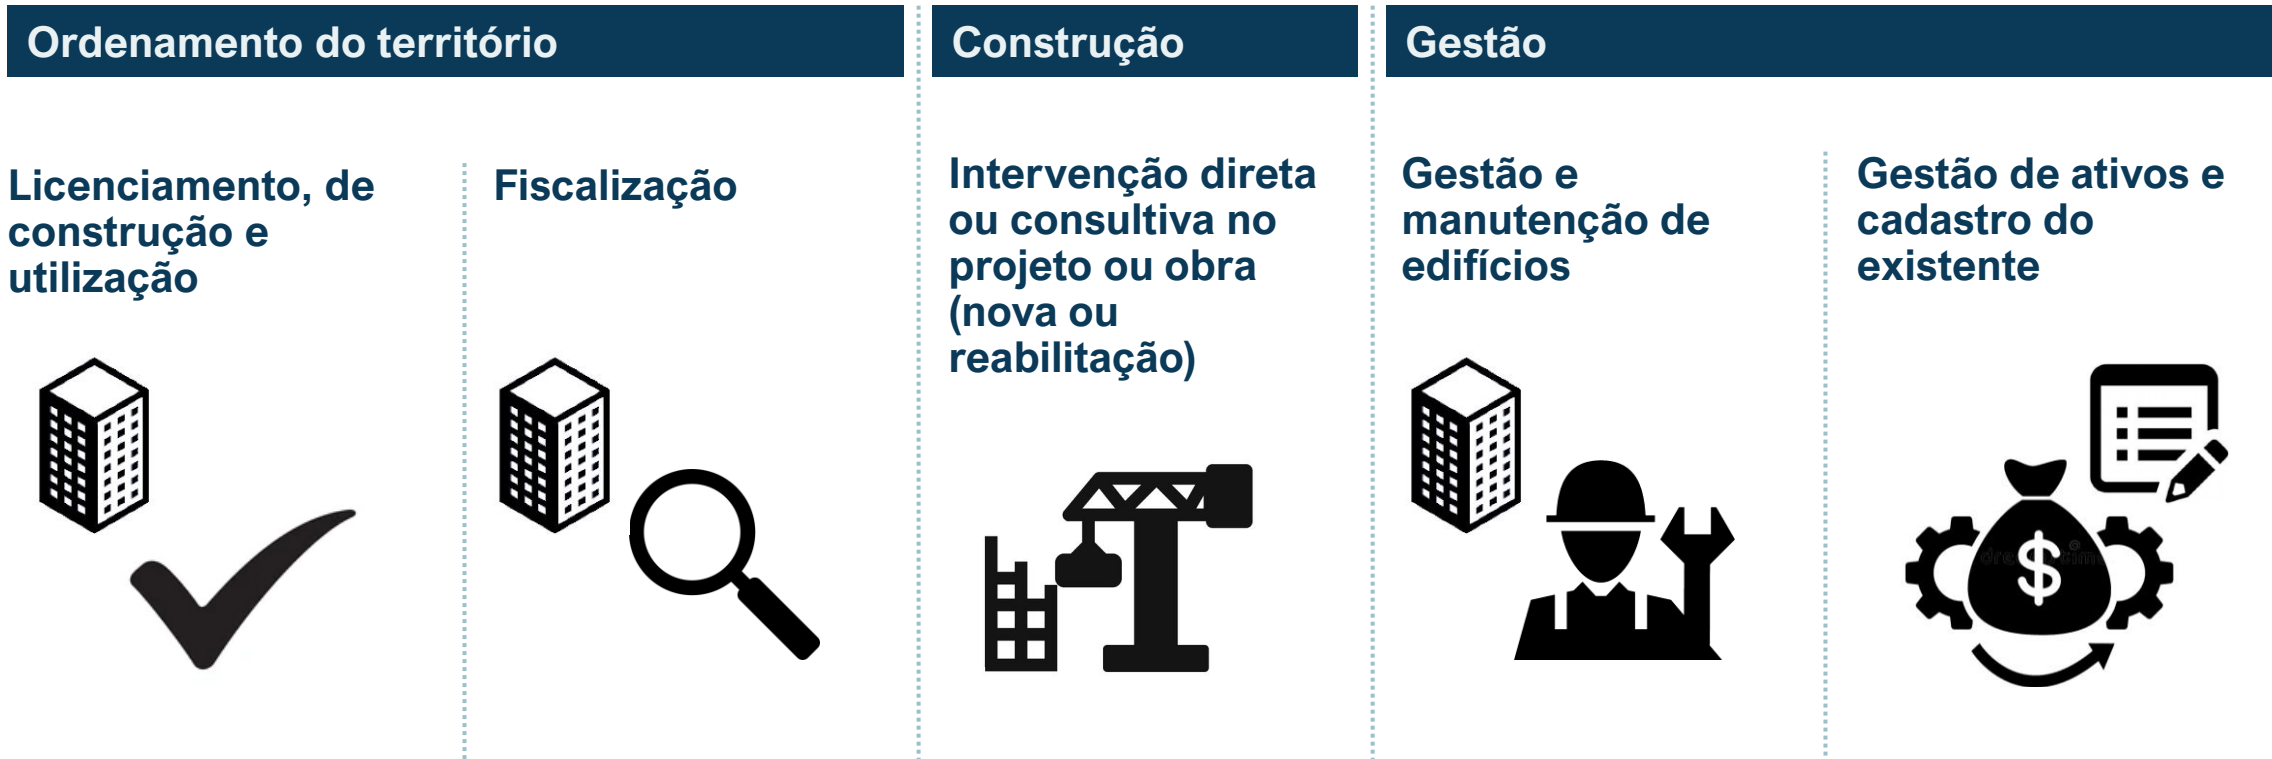 Ordenamento do território
Licenciamento, de
construção e
utilização
Fiscalização
Construção
Intervenção direta
ou consultiva no
projeto ou obra
(nova ou
reabilitação)
Gestão
Gestão e
manutenção de
edifícios
Gestão de ativos e
cadastro do
existente
$